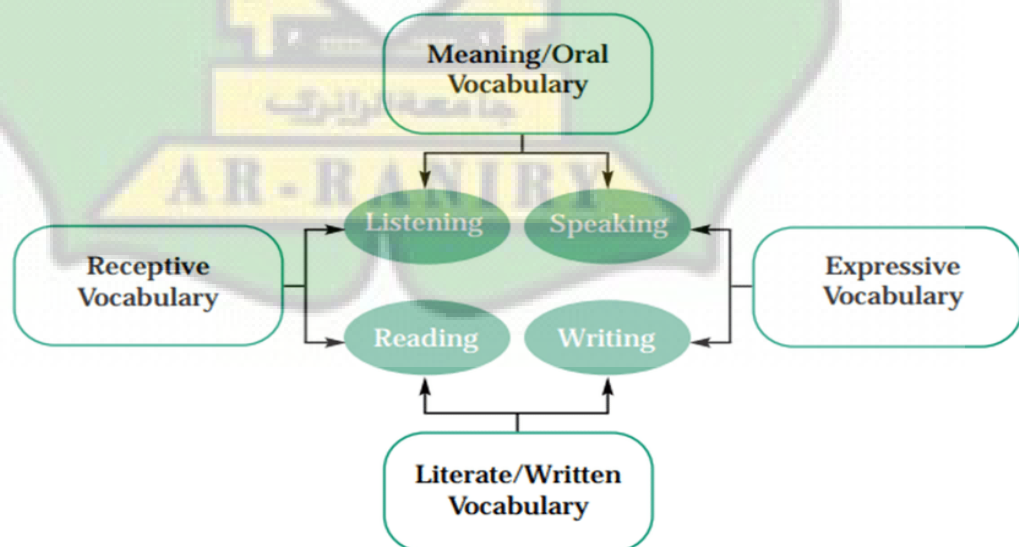 Meaning/Oral
Vocabulary
جامعة الرانري
AR-RANIRY
Listening
Speaking
Receptive
Vocabulary
Expressive
Vocabulary
Reading
Writing
Literate/Written
Vocabulary